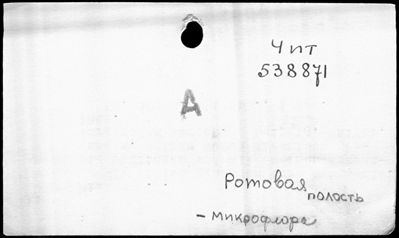 Чит
538871
А
Ротовая полость
– микрофлора